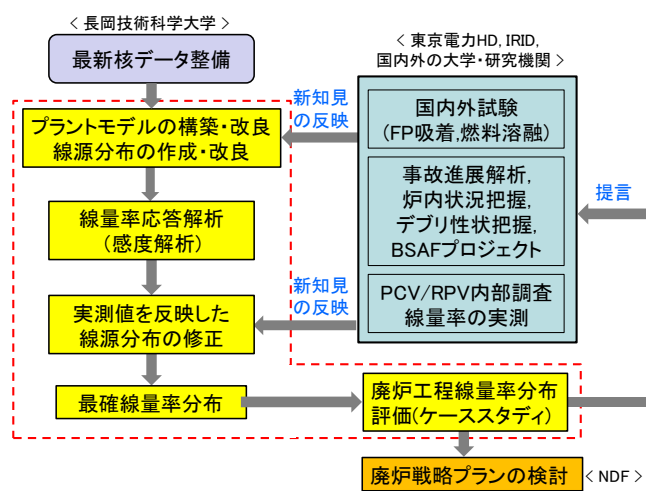 < 長岡技術科学大学 >
最新核データ整備
プラントモデルの構築・改良
線源分布の作成・改良
線量率応答解析
(感度解析)
実測値を反映した
線源分布の修正
最確線量率分布
新知見
の反映
新知見
の反映
< 東京電力HD, IRID,
国内外の大学・研究機関 >
国内外試験
(FP吸着,燃料溶融)
事故進展解析,
炉内状況把握,
デブリ性状把握,
BSAFプロジェクト
PCV/RPV内部調査
線量率の実測
提言
廃炉工程線量率分布
評価(ケーススタディ)
廃炉戦略プランの検討
< NDF >